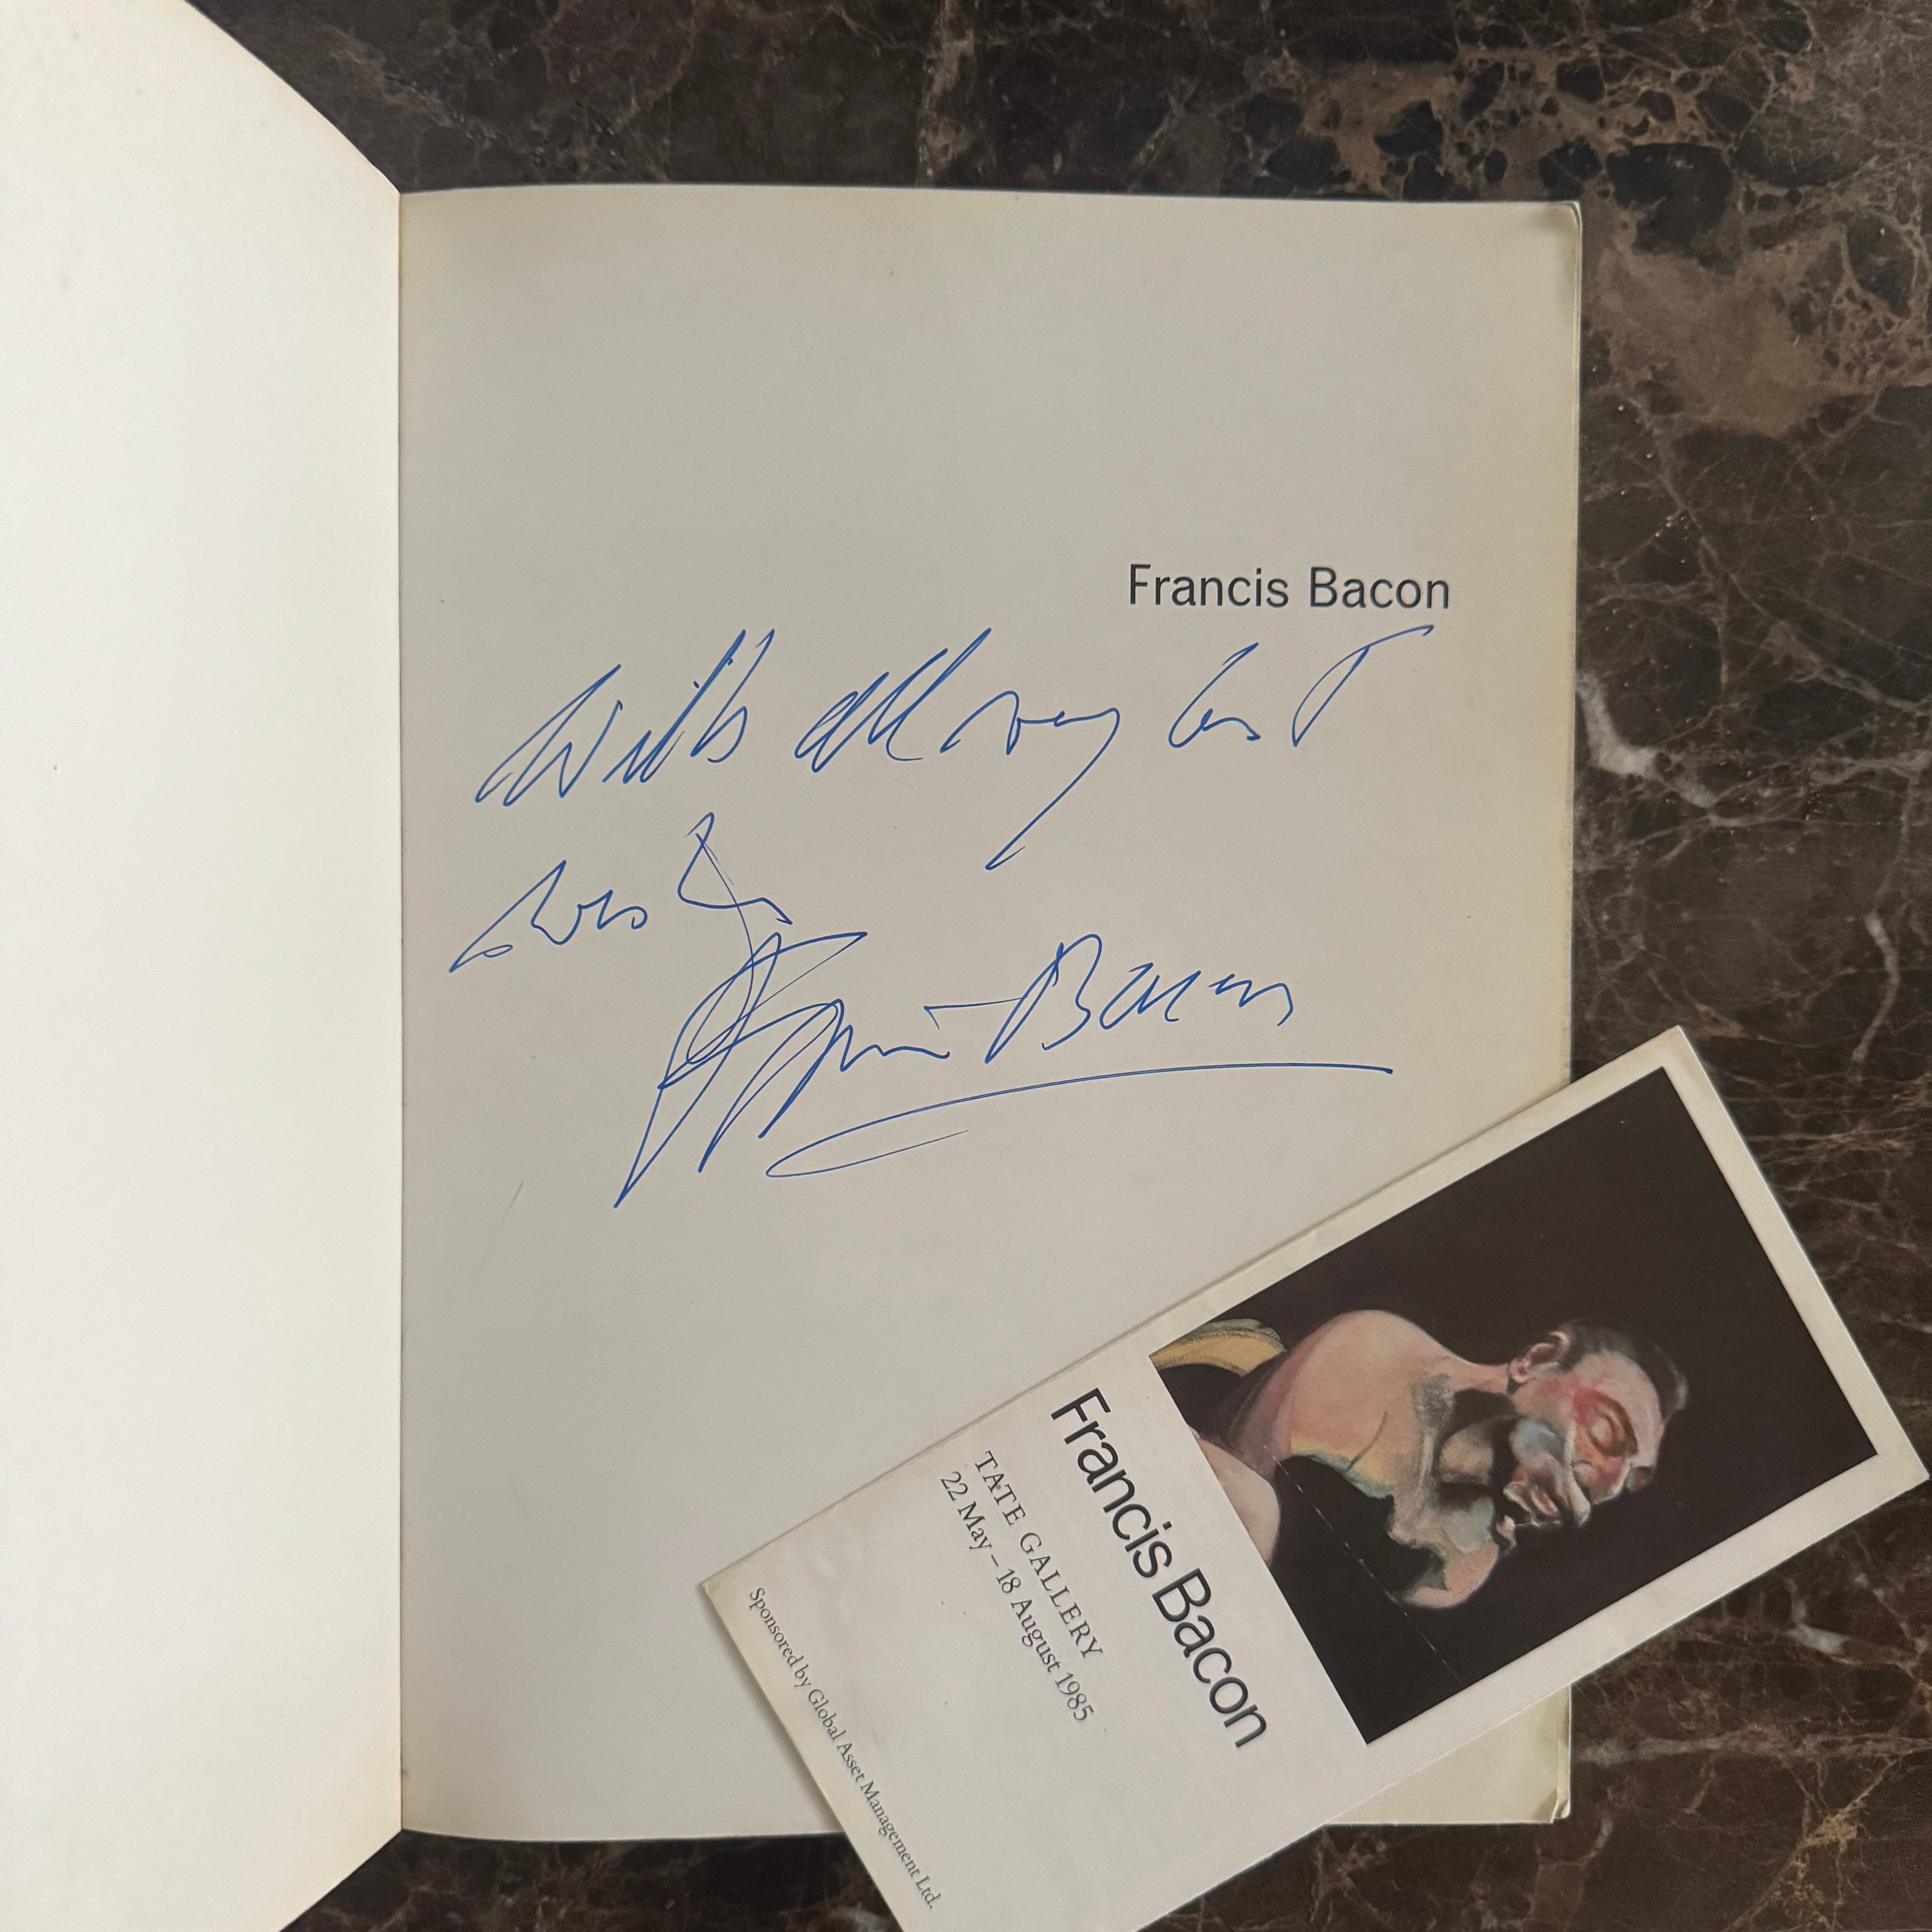 Francis Bacon
With all very best
wishes
Francis Bacon
Francis Bacon
TATE GALLERY
22 May – 18 August 1985
Sponsored by Global Asset Management Ltd.